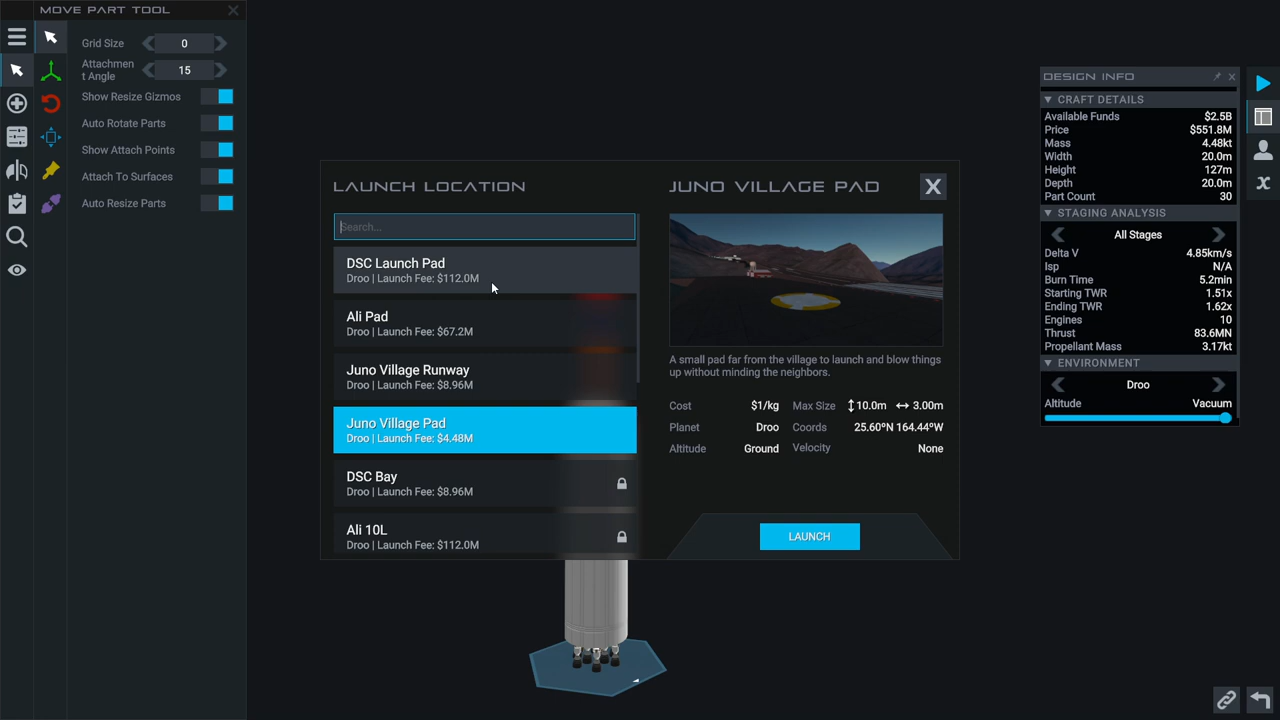 MOVE PART TOOL
Grid Size
0
Attachmen
t Angle
15
Show Resize Gizmos
Auto Rotate Parts
Show Attach Points
Attach To Surfaces
Auto Resize Parts
LAUNCH LOCATION
Search...
DSC Launch Pad
Droo | Launch Fee: $112.0M
Ali Pad
Droo | Launch Fee: $67.2M
Juno Village Runway
Droo | Launch Fee: $8.96M
Juno Village Pad
Droo | Launch Fee: $4.48M
DSC Bay
Droo | Launch Fee: $8.96M
Ali 10L
Droo | Launch Fee: $112.0M
JUNO VILLAGE PAD
X
A small pad far from the village to launch and blow things
up without minding the neighbors.
Cost $1/kg Max Size 10.0m 3.00m
Planet Droo Coords 25.60ºN 164.44ºW
Altitude Ground Velocity None
LAUNCH
DESIGN INFO
CRAFT DETAILS
Available Funds $2.5B
Price $551.8M
Mass 4.48kt
Width 20.0m
Height 127m
Depth 20.0m
Part Count 30
STAGING ANALYSIS
All Stages
Delta V 4.85km/s
Isp N/A
Burn Time 5.2min
Starting TWR 1.51x
Ending TWR 1.62x
Engines 10
Thrust 83.6MN
Propellant Mass 3.17kt
ENVIRONMENT
Droo
Altitude Vacuum
x